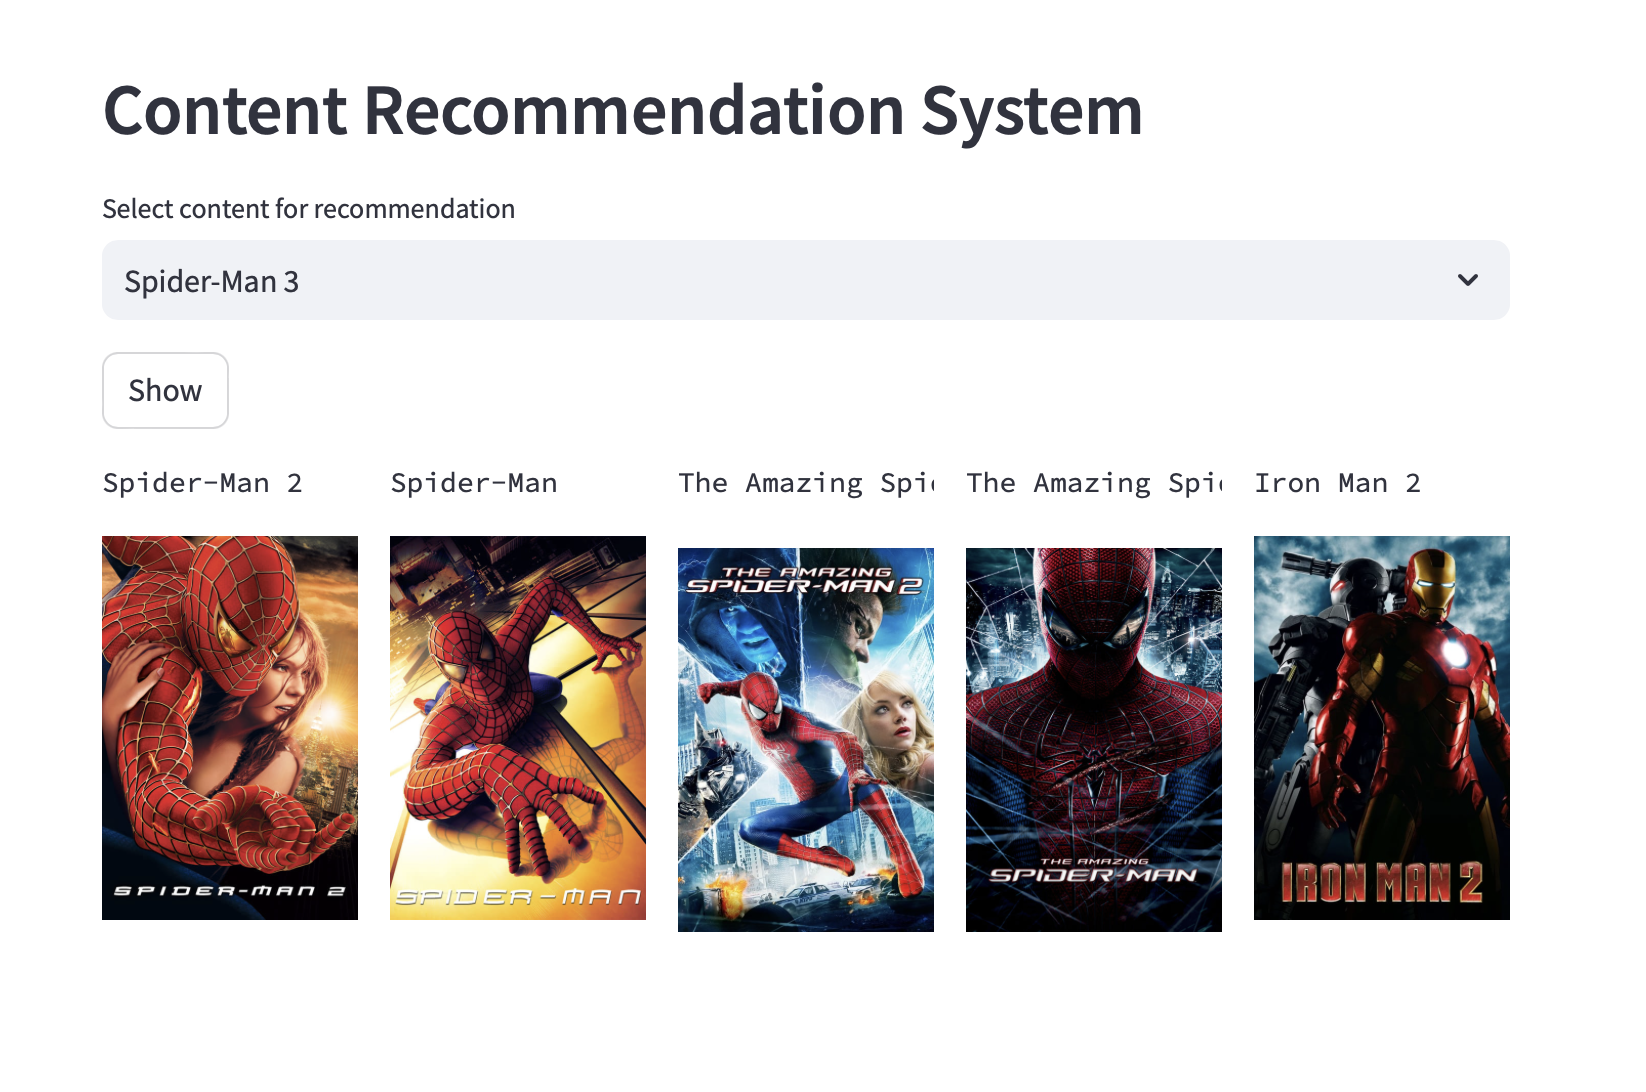 Content Recommendation System
Select content for recommendation
Spider-Man 3
Show
Spider-Man 2
Spider-Man
The Amazing Spi
The Amazing Spi
Iron Man 2
SPIDER-MAN 2
SPIDER-MAN
THE AMAZING
SPIDER-MAN 2
THE AMAZING
SPIDER-MAN
IRON MAN 2